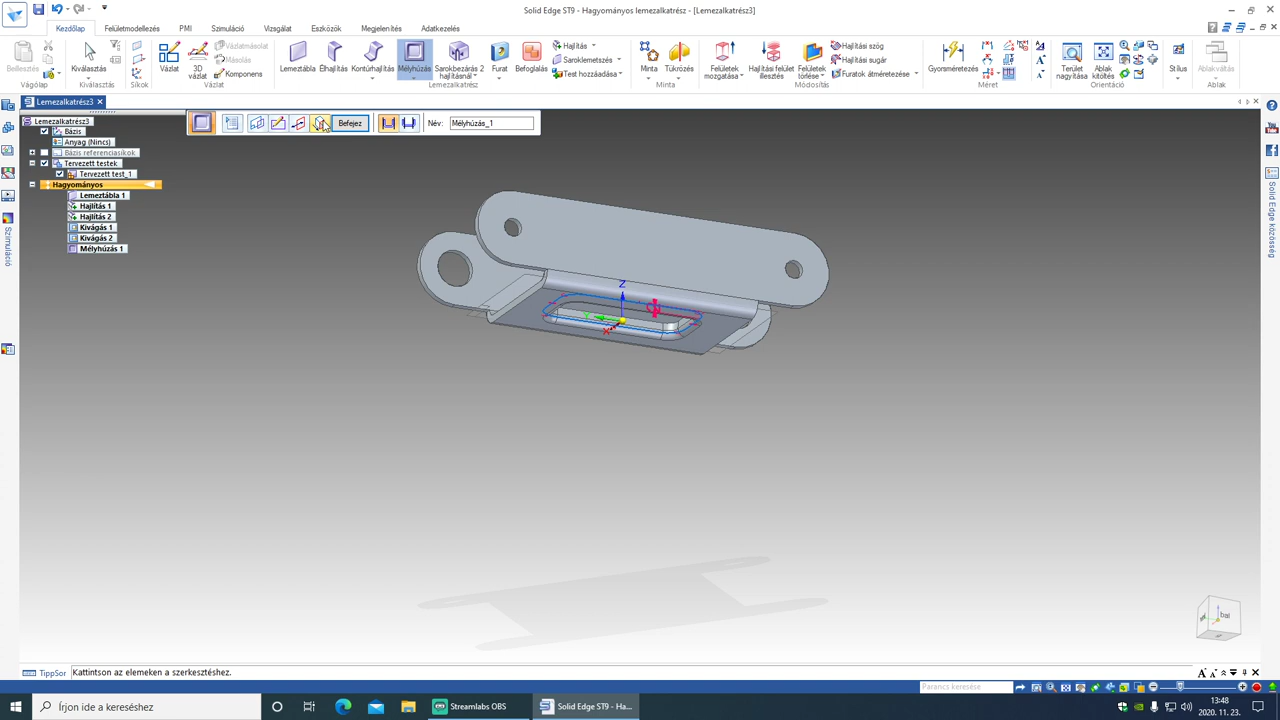 Solid Edge ST9 - Hagyományos lemezalkatrész - [Lemezalkatrész3]
Kezdőlap Felületmodellezés PMI Szimuláció Vizsgálat Eszközök Megjelenítés Adatkezelés
Beillesztés
Vágólap
Kiválasztás
Kiválasztás
Síkok
Vázlat
3D vázlat
Vázlatmásolat
Másolás
Komponens
Vázlat
Lemeztábla
Élhajlítás
Kontúrhajlítás
Mélyhúzás
Sarokbezárás 2 hajlításnál
Furat
Befoglalás
Hajlítás
Saroklemetszés
Test hozzáadása
Lemezalkatrész
Minta
Tükrözés
Minta
Felületek mozgatása
Hajlítási felület illesztés
Felületek törlése
Hajlítási szög
Hajlítási sugár
Furatok átméretezése
Módosítás
Gyorsméretezés
Méret
Terület nagyítása
Ablak kitöltés
Tájolás
Stílus
Ablakváltás
Ablak
Lemezalkatrész3
Lemezalkatrész3
Bázis
Anyag (Nincs)
Bázis referenciasíkok
Tervezett testek
Tervezett test_1
Hagyományos
Lemeztábla 1
Hajlítás 1
Hajlítás 2
Kivágás 1
Kivágás 2
Mélyhúzás 1
Befejez
Név: Mélyhúzás_1
Szimuláció
Solid Edge közösség
Z
Y
X
bal
TippSor
Kattintson az elemeken a szerkesztéshez.
Parancs keresése
Írjon ide a kereséshez
Streamlabs OBS
Solid Edge ST9 - Ha...
13:48
2020. 11. 23.